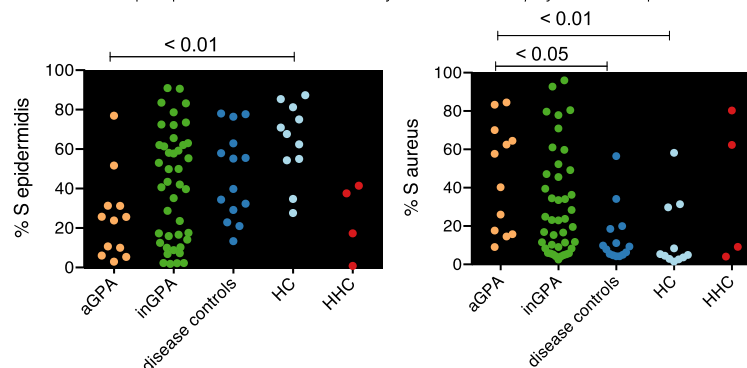 < 0.01
100
80
60
40
20
0
% S epidermidis
aGPA
inGPA
disease controls
HC
HHC
< 0.01
< 0.05
100
80
60
40
20
0
% S aureus
aGPA
inGPA
disease controls
HC
HHC